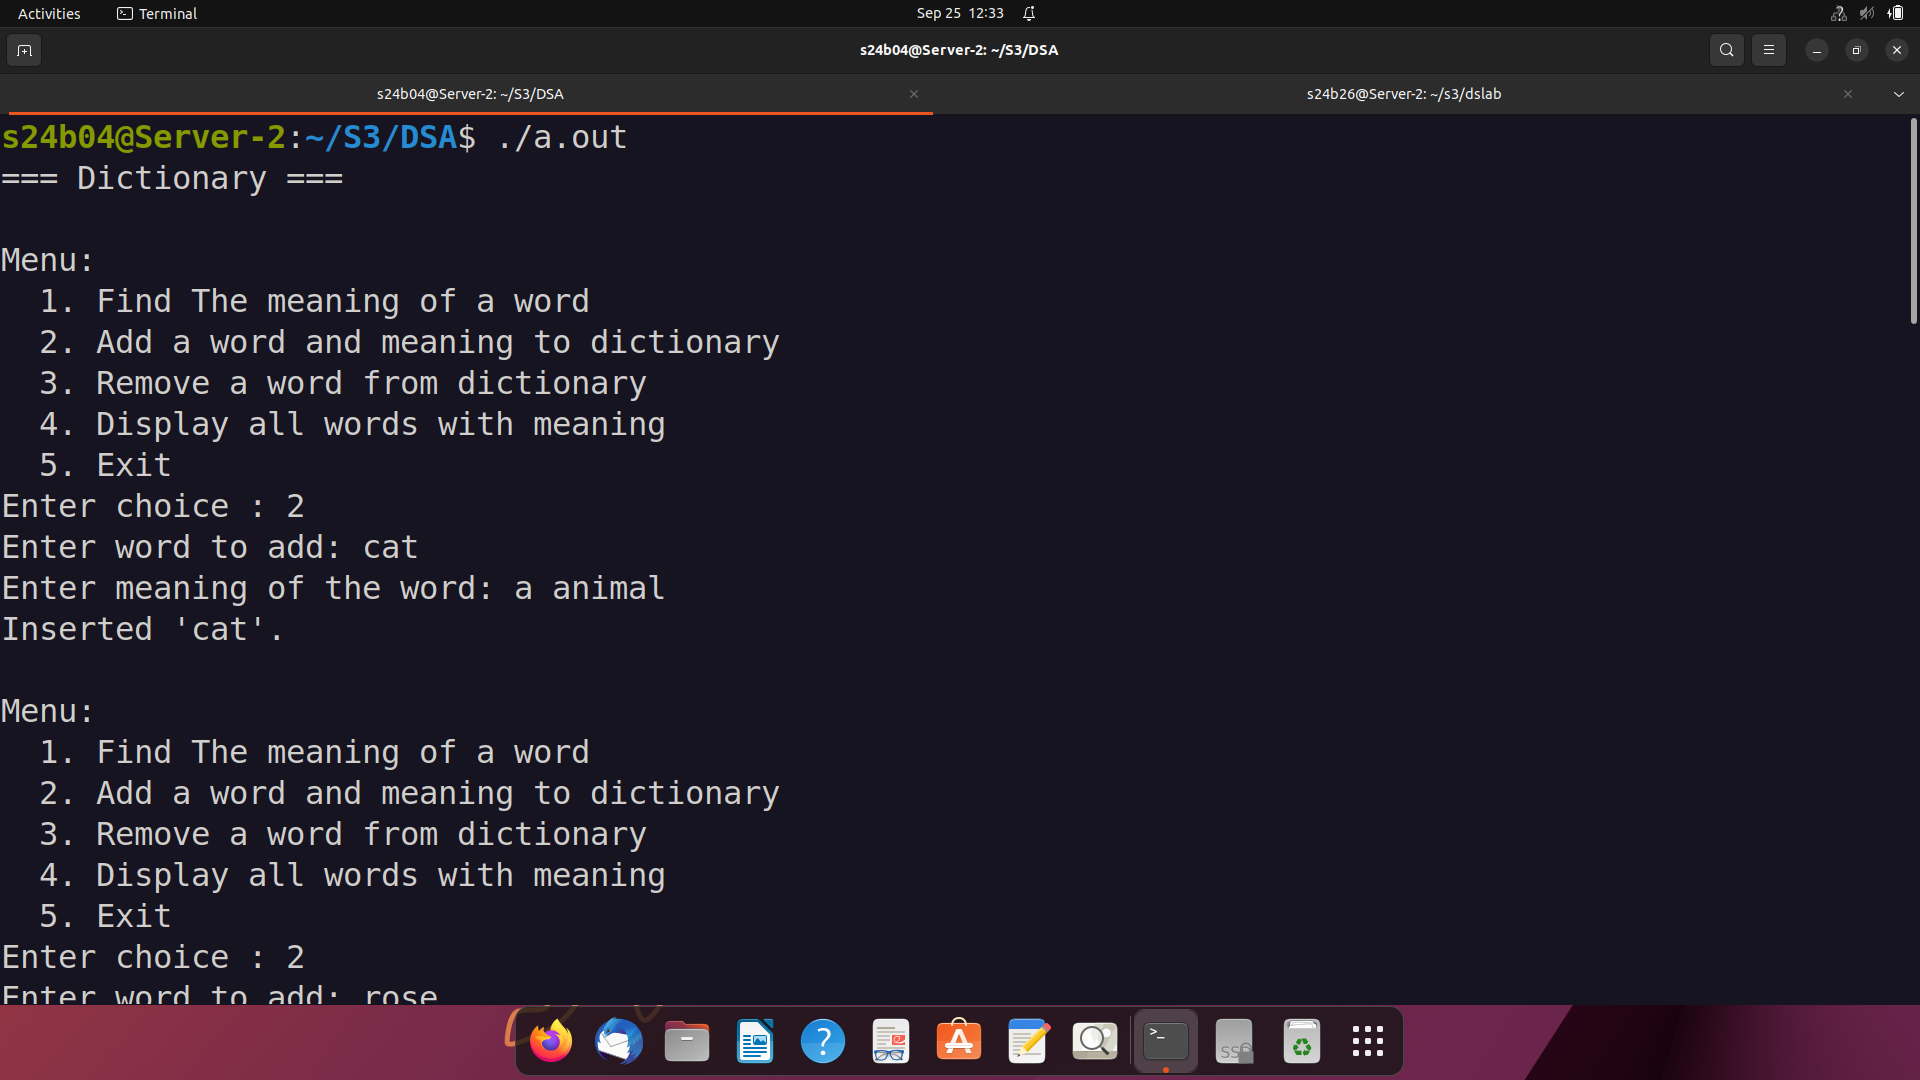 Activities
Terminal
Sep 25 12:33
s24b04@Server-2: ~/S3/DSA
s24b04@Server-2: ~/S3/DSA
s24b26@Server-2: ~/s3/dslab
s24b04@Server-2:~/S3/DSA$ ./a.out
=== Dictionary ===
Menu:
1. Find The meaning of a word
2. Add a word and meaning to dictionary
3. Remove a word from dictionary
4. Display all words with meaning
5. Exit
Enter choice : 2
Enter word to add: cat
Enter meaning of the word: a animal
Inserted 'cat'.
Menu:
1. Find The meaning of a word
2. Add a word and meaning to dictionary
3. Remove a word from dictionary
4. Display all words with meaning
5. Exit
Enter choice : 2
Enter word to add: rose